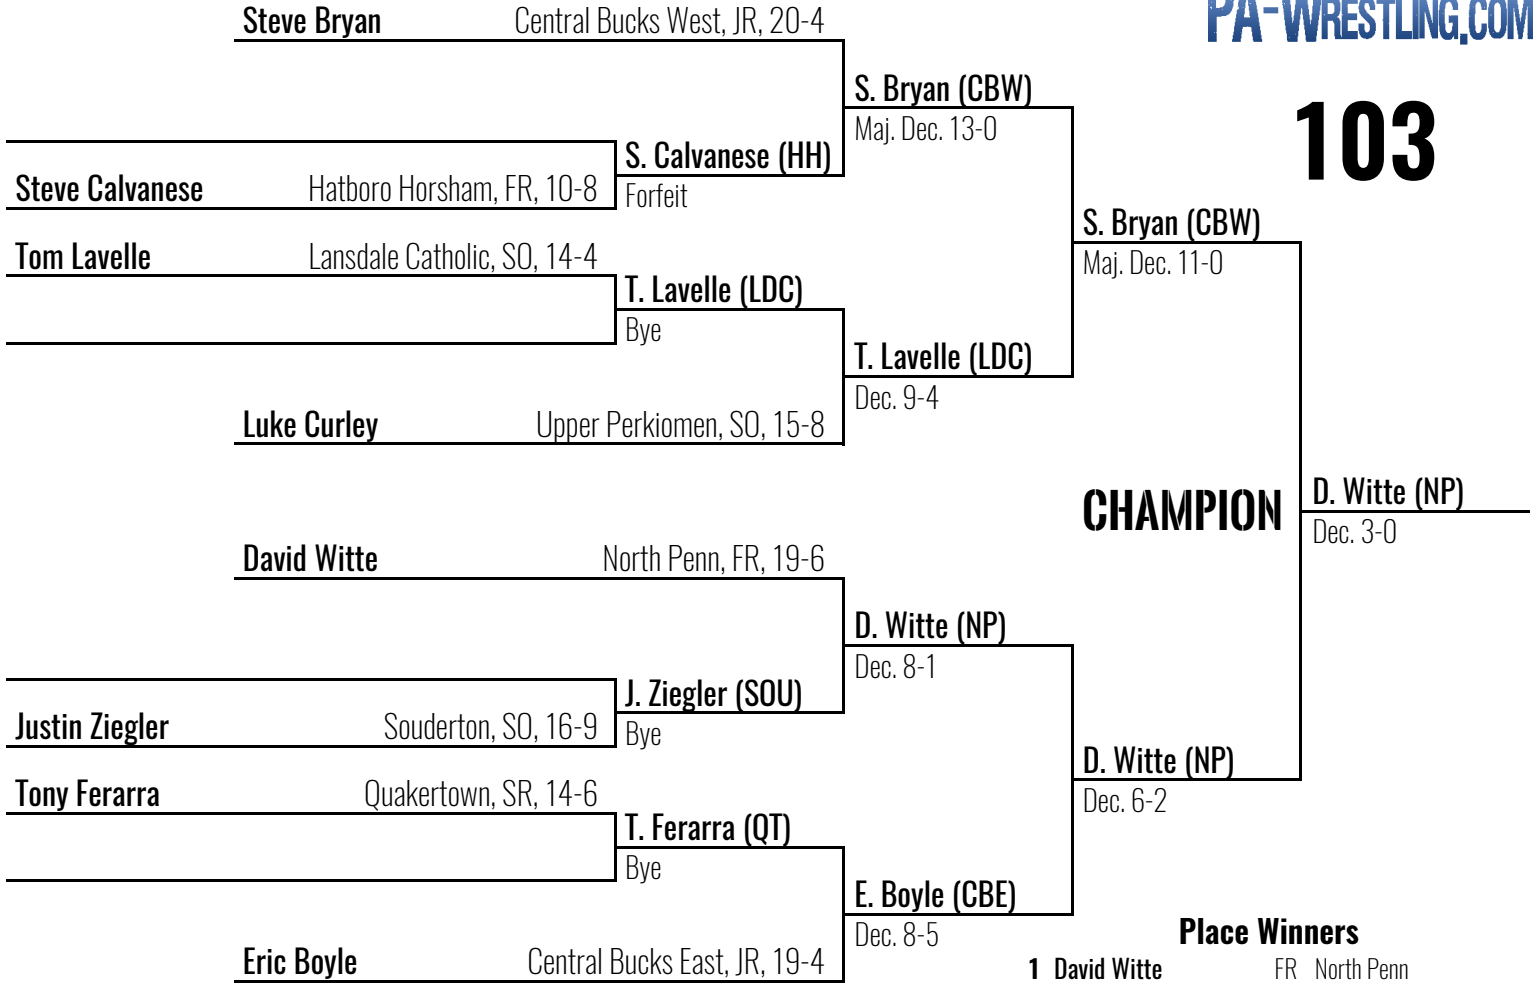 Steve Bryan Central Bucks West, JR, 20-4
PA-WRESTLING.COM
S. Bryan (CBW)
Maj. Dec. 13-0
103
S. Calvanese (HH)
Steve Calvanese Hatboro Horsham, FR, 10-8
Forfeit
S. Bryan (CBW)
Maj. Dec. 11-0
Tom Lavelle Lansdale Catholic, SO, 14-4
T. Lavelle (LDC)
Bye
T. Lavelle (LDC)
Dec. 9-4
Luke Curley Upper Perkiomen, SO, 15-8
CHAMPION
D. Witte (NP)
Dec. 3-0
David Witte North Penn, FR, 19-6
D. Witte (NP)
Dec. 8-1
J. Ziegler (SOU)
Justin Ziegler Souderton, SO, 16-9
Bye
D. Witte (NP)
Dec. 6-2
Tony Ferarra Quakertown, SR, 14-6
T. Ferarra (QT)
Bye
E. Boyle (CBE)
Dec. 8-5
Eric Boyle Central Bucks East, JR, 19-4
Place Winners
1 David Witte FR North Penn